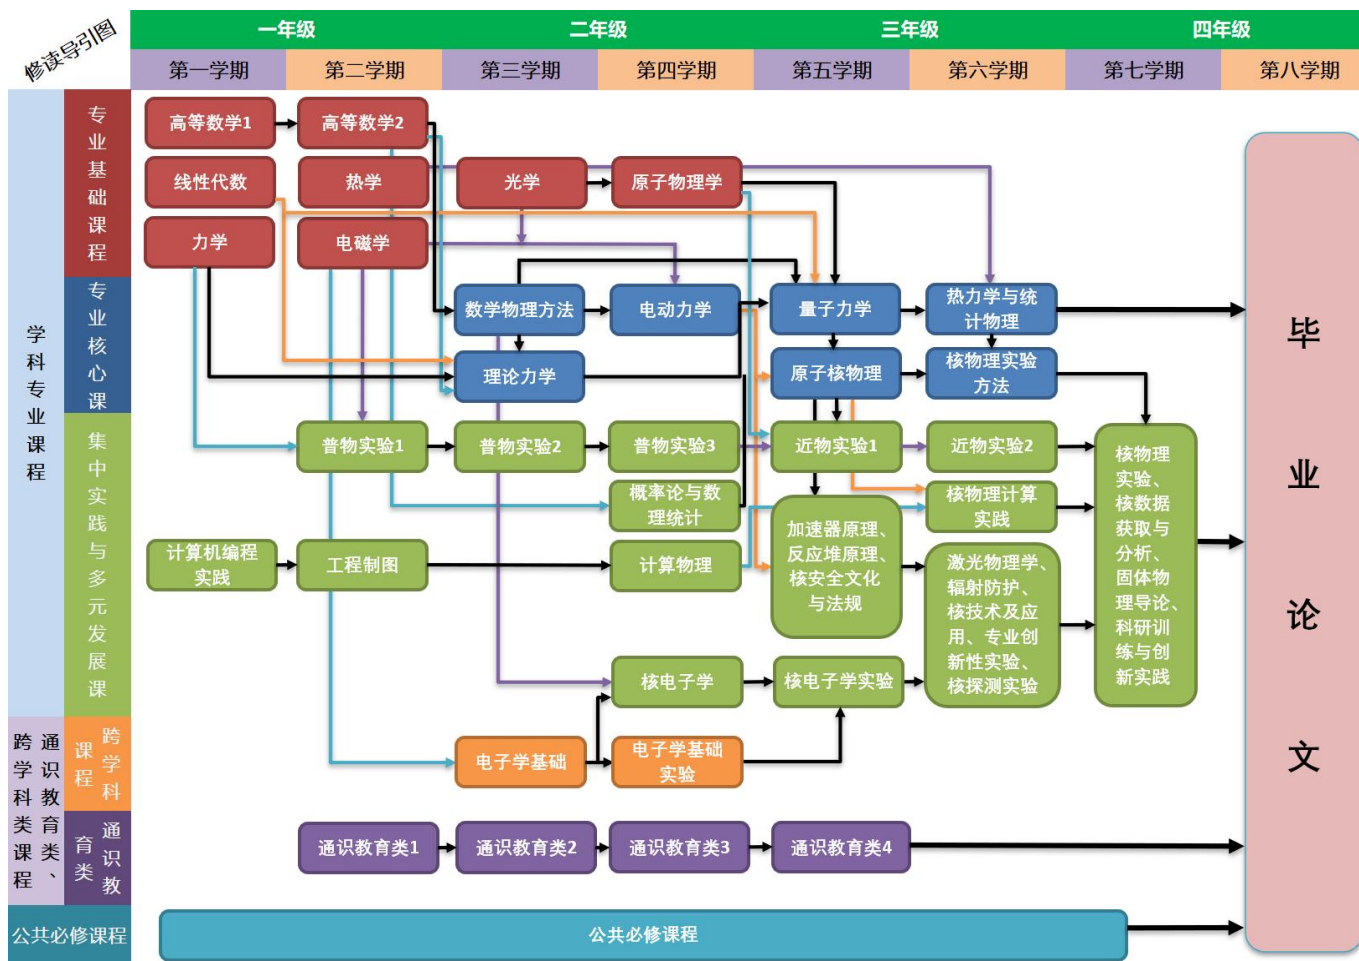 修读导引图
一年级
二年级
三年级
四年级
第一学期
第二学期
第三学期
第四学期
第五学期
第六学期
第七学期
第八学期
学科专业课程
专业基础课程
高等数学1
高等数学2
线性代数
热学
光学
原子物理学
力学
电磁学
专业核心课
数学物理方法
电动力学
量子力学
热力学与统
计物理
理论力学
原子核物理
核物理实验
方法
集中实践与多元发展课
普物实验1
普物实验2
普物实验3
近物实验1
近物实验2
概率论与数
理统计
核物理计算
实践
计算机编程
实践
工程制图
计算物理
加速器原理、
反应堆原理、
核安全文化
与法规
激光物理学、
辐射防护、
核技术及应
用、专业创
新性实验、
核探测实验
核物理
实验、
核数据
获取与
分析、
固体物
理导论、
科研训
练与创
新实践
核电子学
核电子学实验
通识教育类、
跨学科类课程
跨学科
课程
电子学基础
电子学基础
实验
通识教
育类
通识教育类1
通识教育类2
通识教育类3
通识教育类4
公共必修课程
公共必修课程
毕业论文